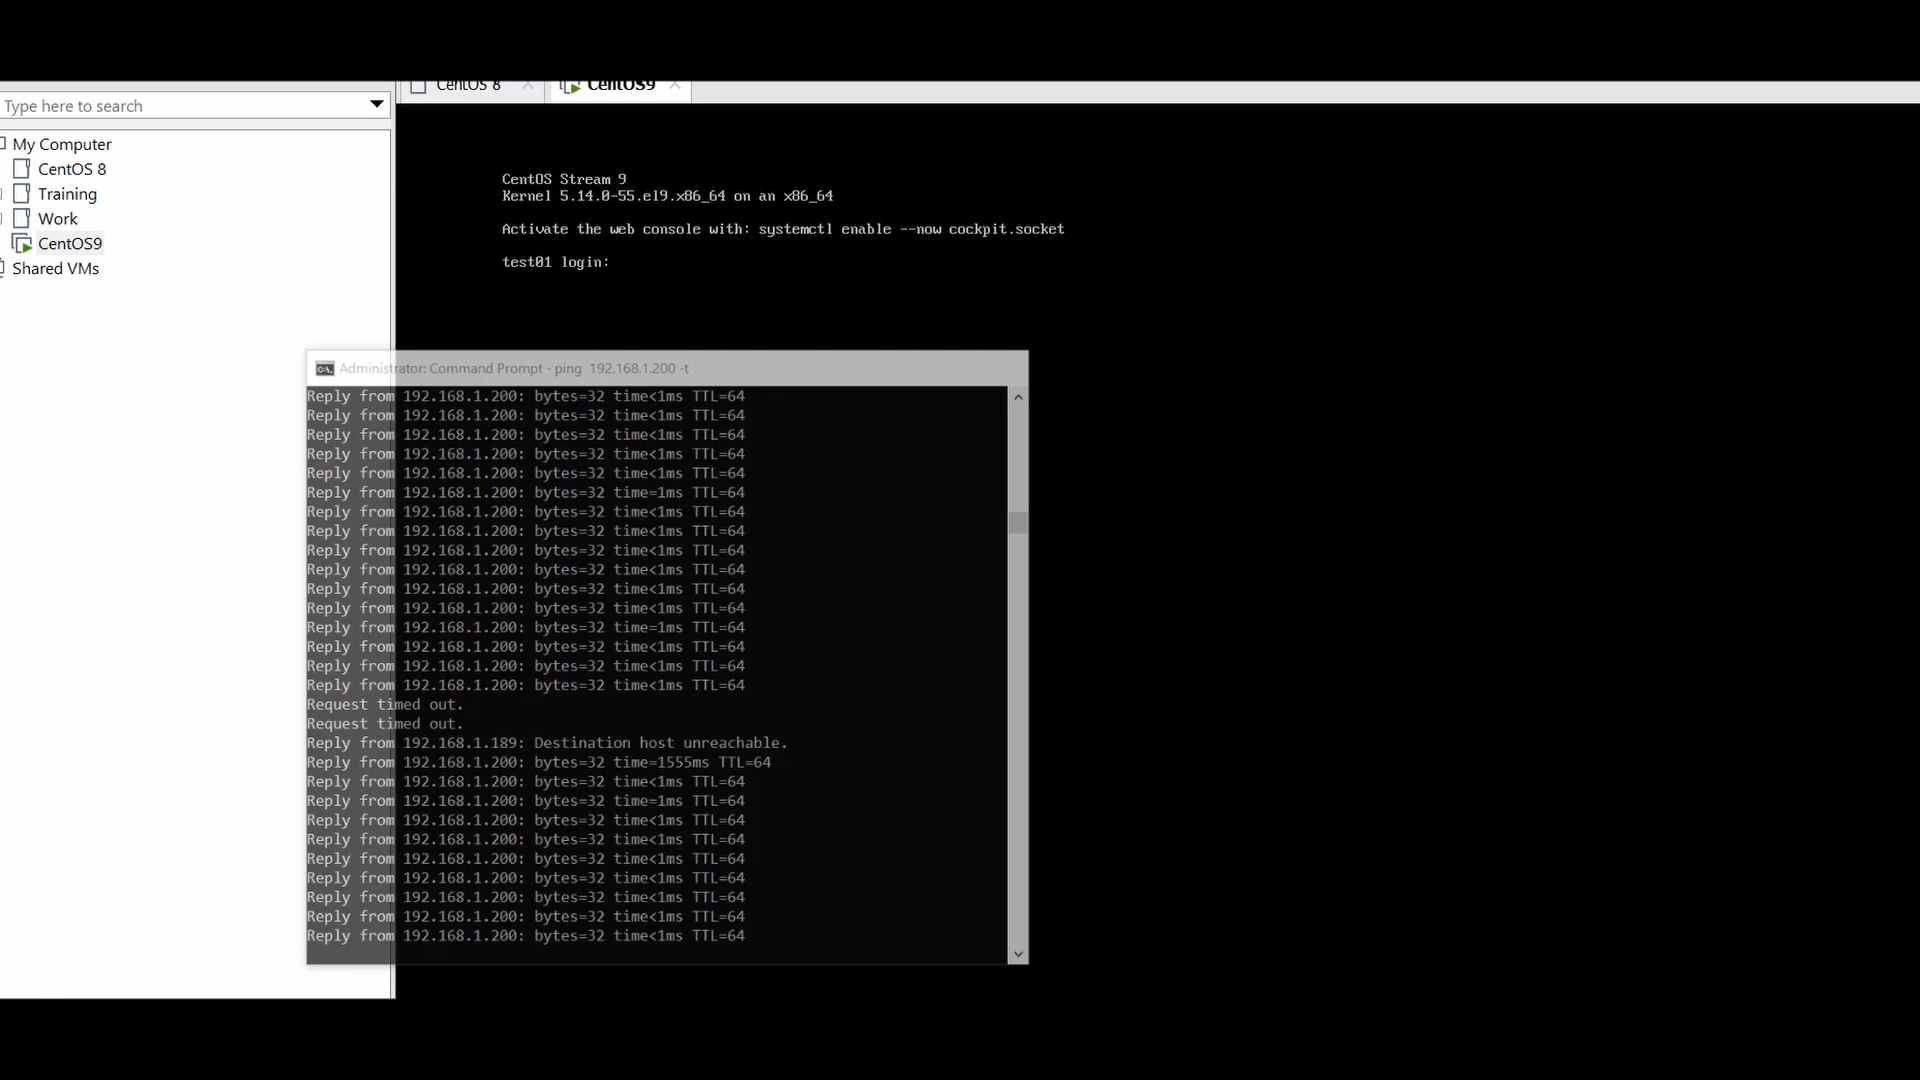 CentOS 8
CentOS9
Type here to search
My Computer
CentOS 8
Training
Work
CentOS9
Shared VMs
CentOS Stream 9
Kernel 5.14.0-55.el9.x86_64 on an x86_64
Activate the web console with: systemctl enable --now cockpit.socket
test01 login:
Administrator: Command Prompt - ping  192.168.1.200 -t
Reply from 192.168.1.200: bytes=32 time<1ms TTL=64
Reply from 192.168.1.200: bytes=32 time<1ms TTL=64
Reply from 192.168.1.200: bytes=32 time<1ms TTL=64
Reply from 192.168.1.200: bytes=32 time<1ms TTL=64
Reply from 192.168.1.200: bytes=32 time<1ms TTL=64
Reply from 192.168.1.200: bytes=32 time=1ms TTL=64
Reply from 192.168.1.200: bytes=32 time<1ms TTL=64
Reply from 192.168.1.200: bytes=32 time<1ms TTL=64
Reply from 192.168.1.200: bytes=32 time<1ms TTL=64
Reply from 192.168.1.200: bytes=32 time<1ms TTL=64
Reply from 192.168.1.200: bytes=32 time<1ms TTL=64
Reply from 192.168.1.200: bytes=32 time<1ms TTL=64
Reply from 192.168.1.200: bytes=32 time=1ms TTL=64
Reply from 192.168.1.200: bytes=32 time<1ms TTL=64
Reply from 192.168.1.200: bytes=32 time<1ms TTL=64
Reply from 192.168.1.200: bytes=32 time<1ms TTL=64
Request timed out.
Request timed out.
Reply from 192.168.1.189: Destination host unreachable.
Reply from 192.168.1.200: bytes=32 time=1555ms TTL=64
Reply from 192.168.1.200: bytes=32 time<1ms TTL=64
Reply from 192.168.1.200: bytes=32 time=1ms TTL=64
Reply from 192.168.1.200: bytes=32 time<1ms TTL=64
Reply from 192.168.1.200: bytes=32 time<1ms TTL=64
Reply from 192.168.1.200: bytes=32 time<1ms TTL=64
Reply from 192.168.1.200: bytes=32 time<1ms TTL=64
Reply from 192.168.1.200: bytes=32 time<1ms TTL=64
Reply from 192.168.1.200: bytes=32 time<1ms TTL=64
Reply from 192.168.1.200: bytes=32 time<1ms TTL=64